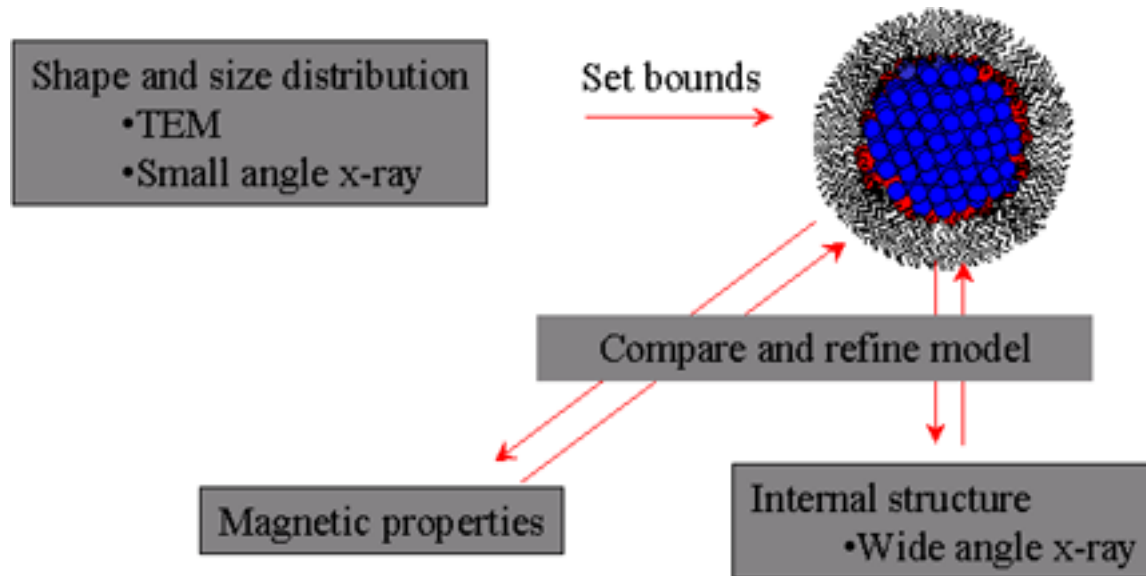 Shape and size distribution
•TEM
•Small angle x-ray
Set bounds
Compare and refine model
Magnetic properties
Internal structure
•Wide angle x-ray